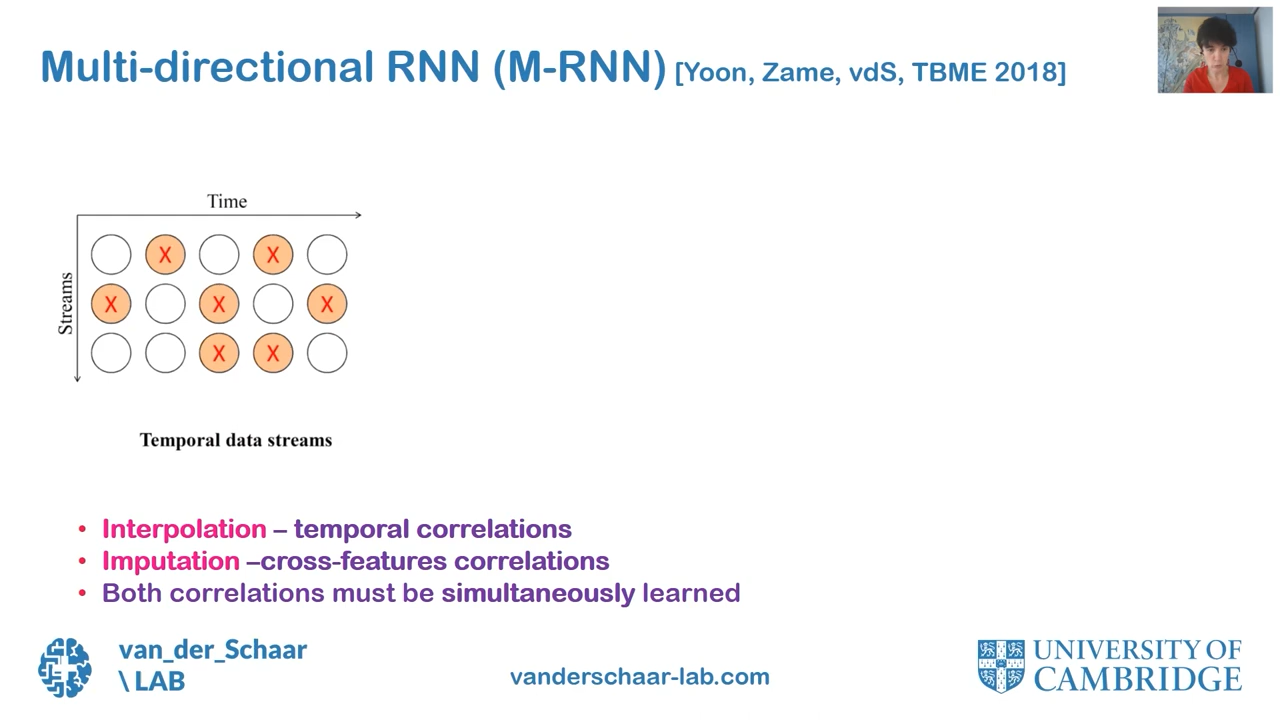 Multi-directional RNN (M-RNN) [Yoon, Zame, vdS, TBME 2018]
Time
Streams
X X
X X X
X X
Temporal data streams
• Interpolation – temporal correlations
• Imputation –cross-features correlations
• Both correlations must be simultaneously learned
van_der_Schaar
\ LAB
vanderschaar-lab.com
UNIVERSITY OF
CAMBRIDGE